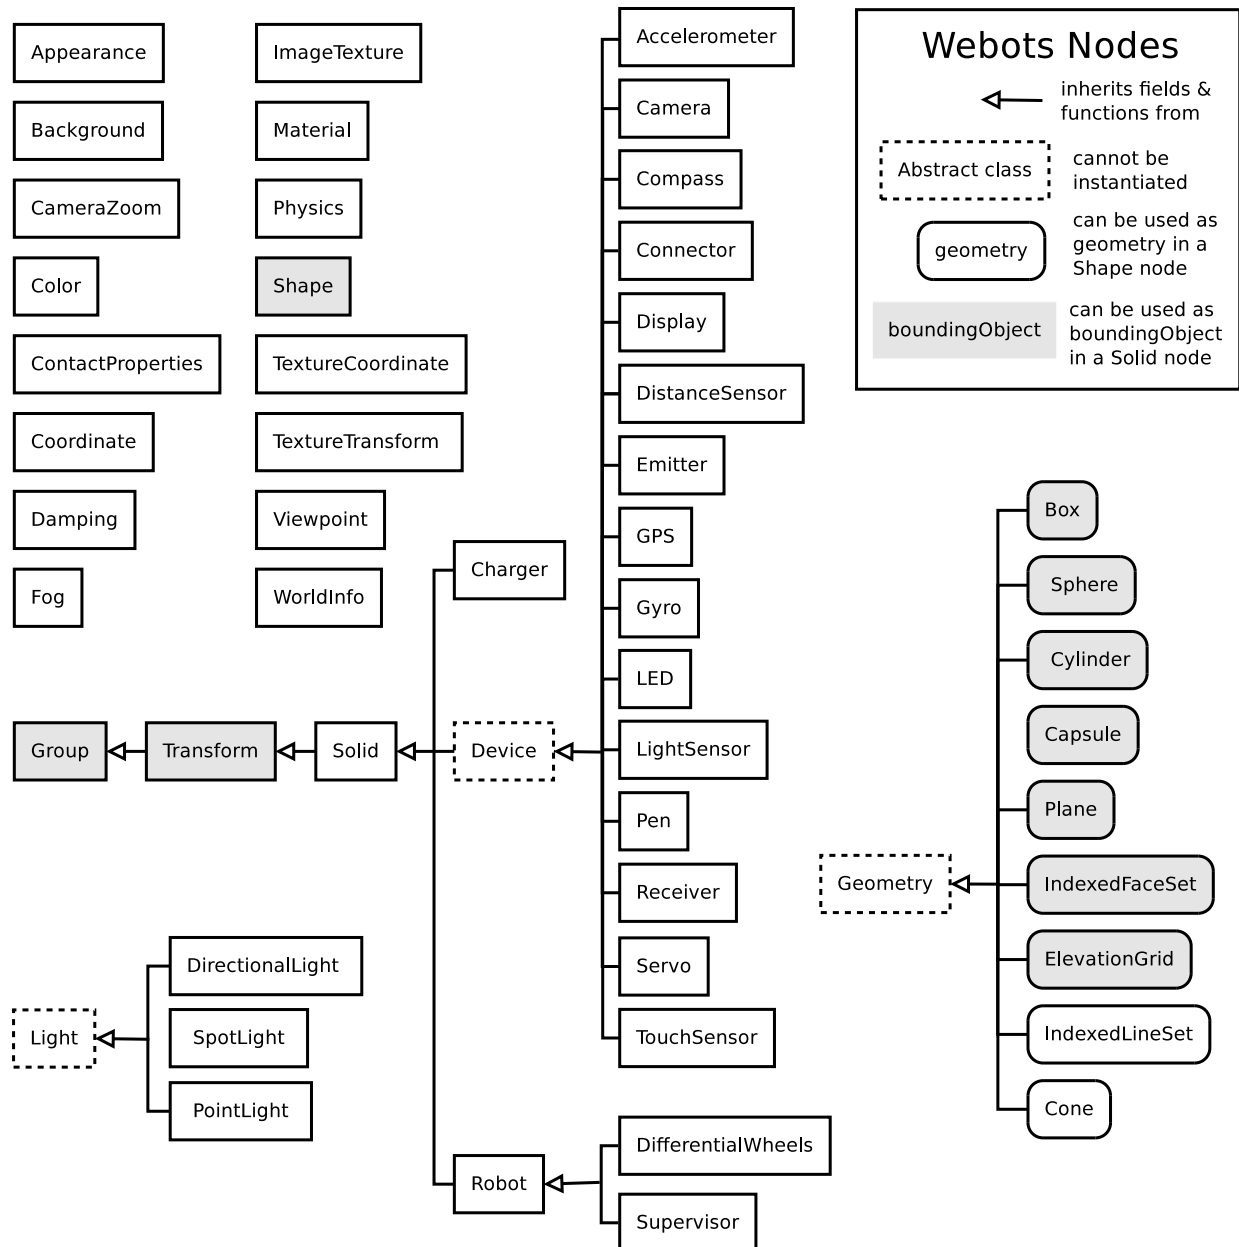 Appearance
Background
CameraZoom
Color
ContactProperties
Coordinate
Damping
Fog
ImageTexture
Material
Physics
Shape
TextureCoordinate
TextureTransform
Viewpoint
WorldInfo
Group
Transform
Solid
Charger
Device
Robot
Accelerometer
Camera
Compass
Connector
Display
DistanceSensor
Emitter
GPS
Gyro
LED
LightSensor
Pen
Receiver
Servo
TouchSensor
DifferentialWheels
Supervisor
Light
DirectionalLight
SpotLight
PointLight
Webots Nodes
inherits fields &
functions from
Abstract class
cannot be
instantiated
geometry
can be used as
geometry in a
Shape node
boundingObject
can be used as
boundingObject
in a Solid node
Geometry
Box
Sphere
Cylinder
Capsule
Plane
IndexedFaceSet
ElevationGrid
IndexedLineSet
Cone